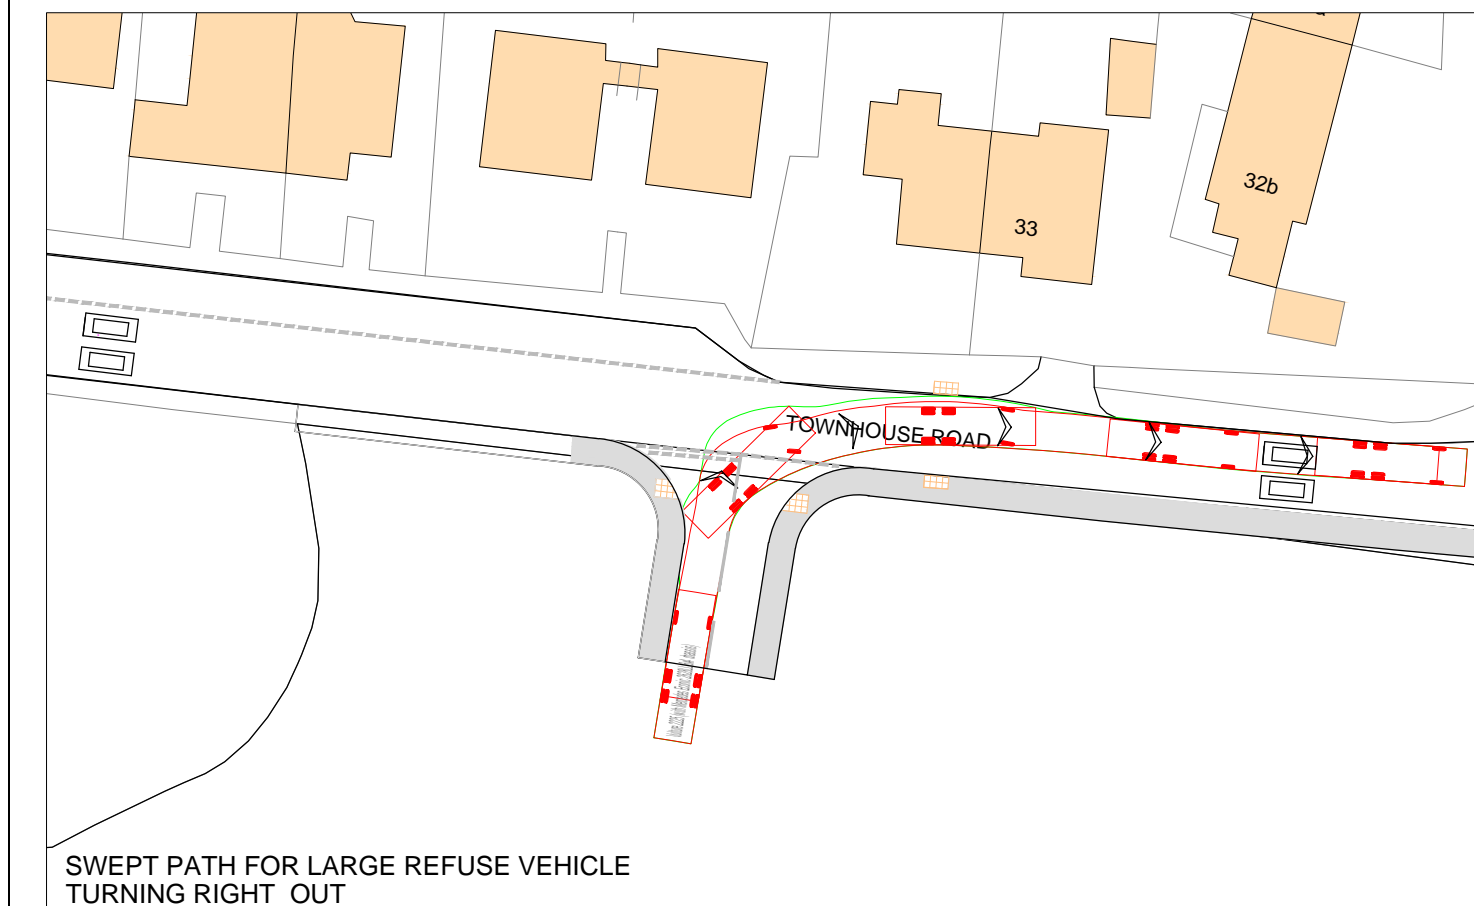 32b
33
TOWNHOUSE ROAD
SWEPT PATH FOR LARGE REFUSE VEHICLE
TURNING RIGHT OUT